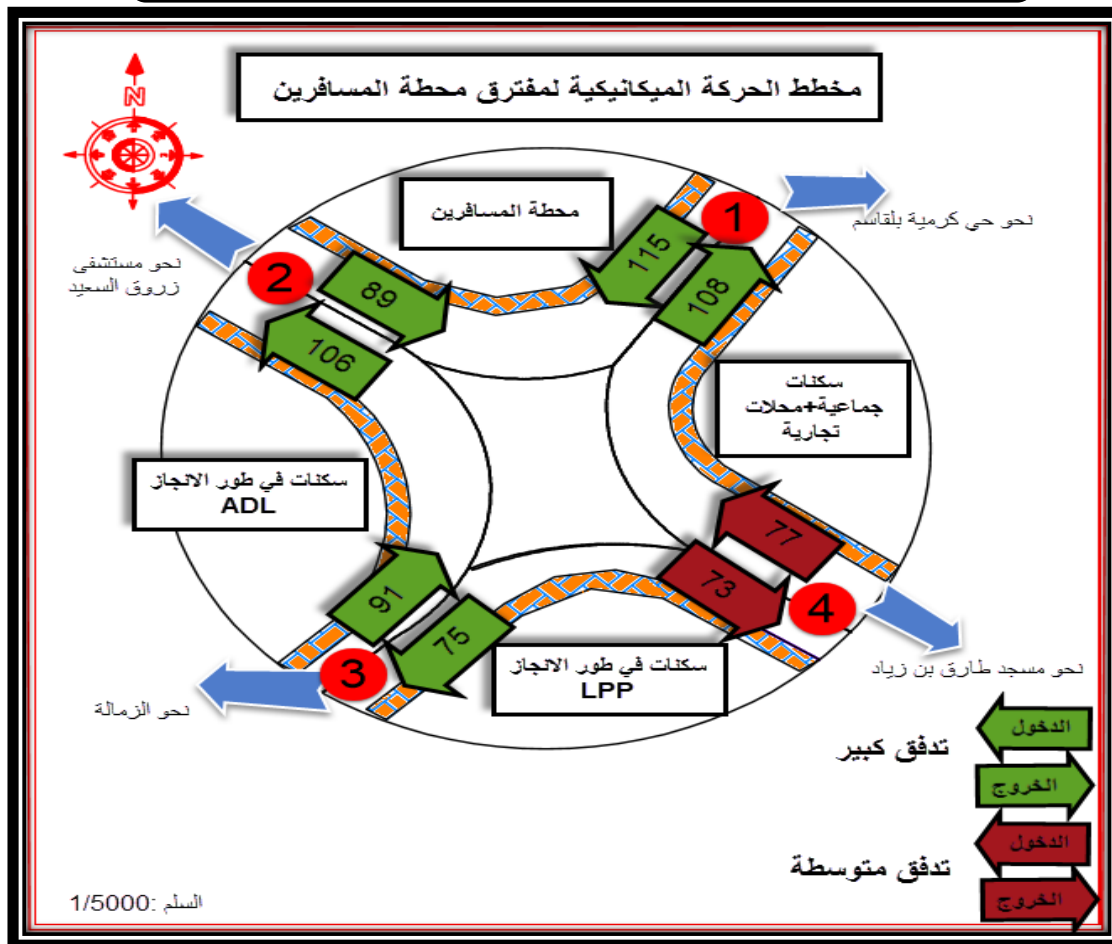 مخطط الحركة الميكانيكية لمفترق محطة المسافرين
N
محطة المسافرين
1
نحو حي كرمية بلقاسم
115
108
2
نحو مستشفى
زروق السعيد
89
106
سكنات
جماعية+محلات
تجارية
سكنات في طور الانجاز
ADL
77
73
4
91
75
3
سكنات في طور الانجاز
LPP
نحو مسجد طارق بن زياد
نحو الزمالة
تدفق كبير
الدخول
الخروج
تدفق متوسطة
الدخول
الخروج
السلم :1/5000